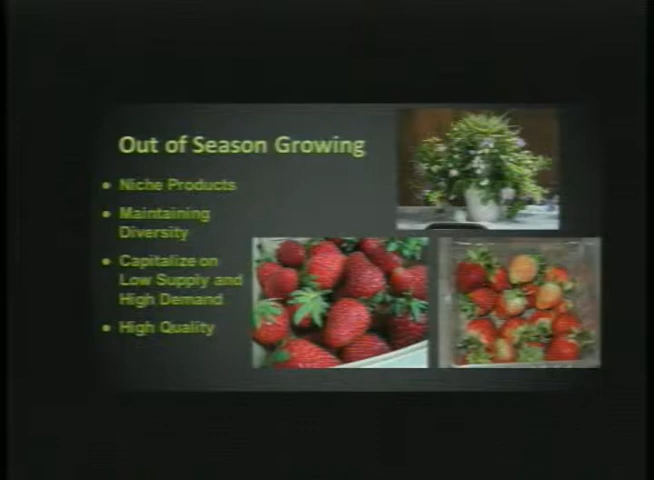 Out of Season Growing
• Niche Products
• Maintaining
Diversity
• Capitalize on
Low Supply and
High Demand
• High Quality